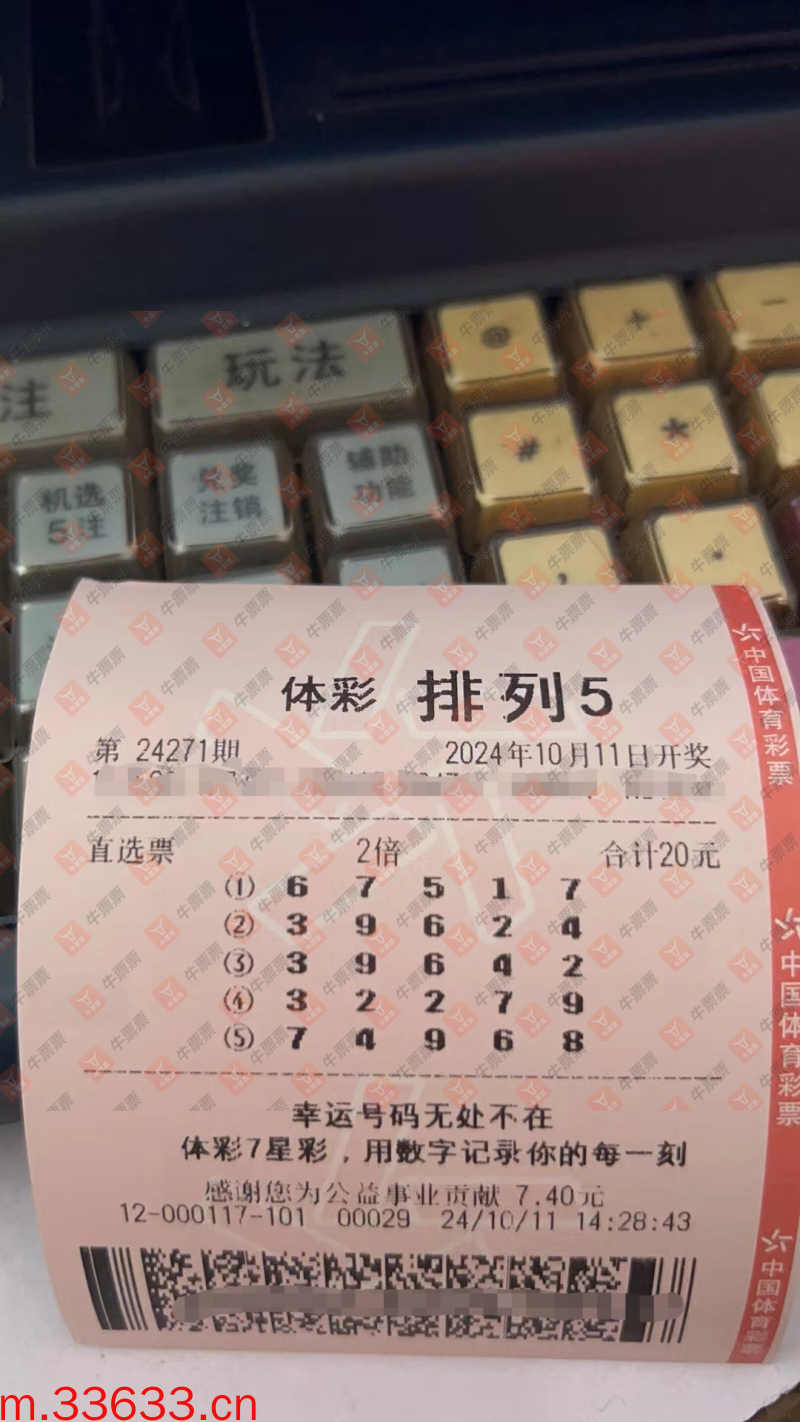 玩法
注
@
+
-
机选
5注
兑奖
注销
辅助
功能
#
*
,
.
体彩 排列5
第 24271期 2024年10月11日开奖
直选票 2倍 合计20元
(1) 6 7 5 1 7
(2) 3 9 6 2 4
(3) 3 9 6 4 2
(4) 3 2 2 7 9
(5) 7 4 9 6 8
幸运号码无处不在
体彩7星彩，用数字记录你的每一刻
感谢您为公益事业贡献 7.40元
12-000117-101 00029 24/10/11 14:28:43
中国体育彩票
中国体育彩票
中国体育彩票
牛票票
m.33633.cn